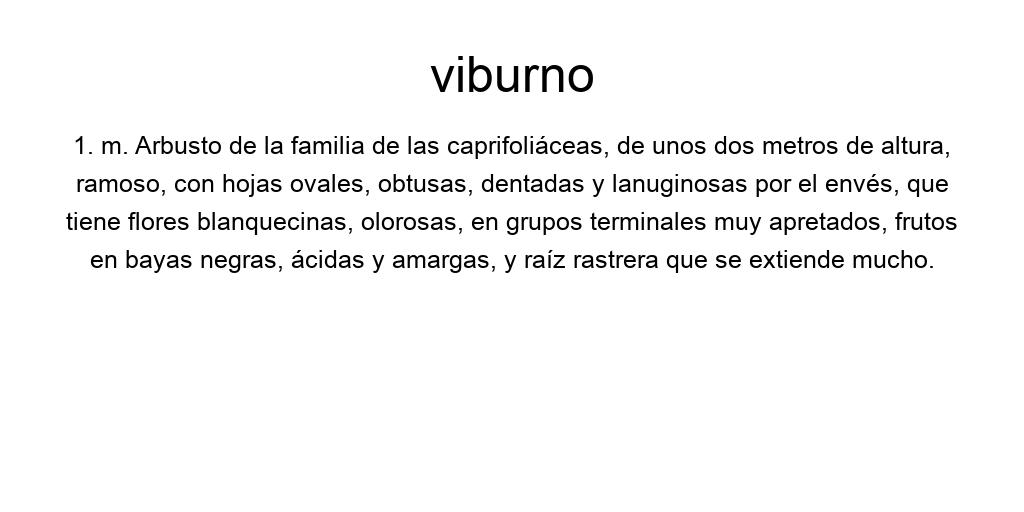 viburno
1. m. Arbusto de la familia de las caprifoliáceas, de unos dos metros de altura,
ramoso, con hojas ovales, obtusas, dentadas y lanuginosas por el envés, que
tiene flores blanquecinas, olorosas, en grupos terminales muy apretados, frutos
en bayas negras, ácidas y amargas, y raíz rastrera que se extiende mucho.